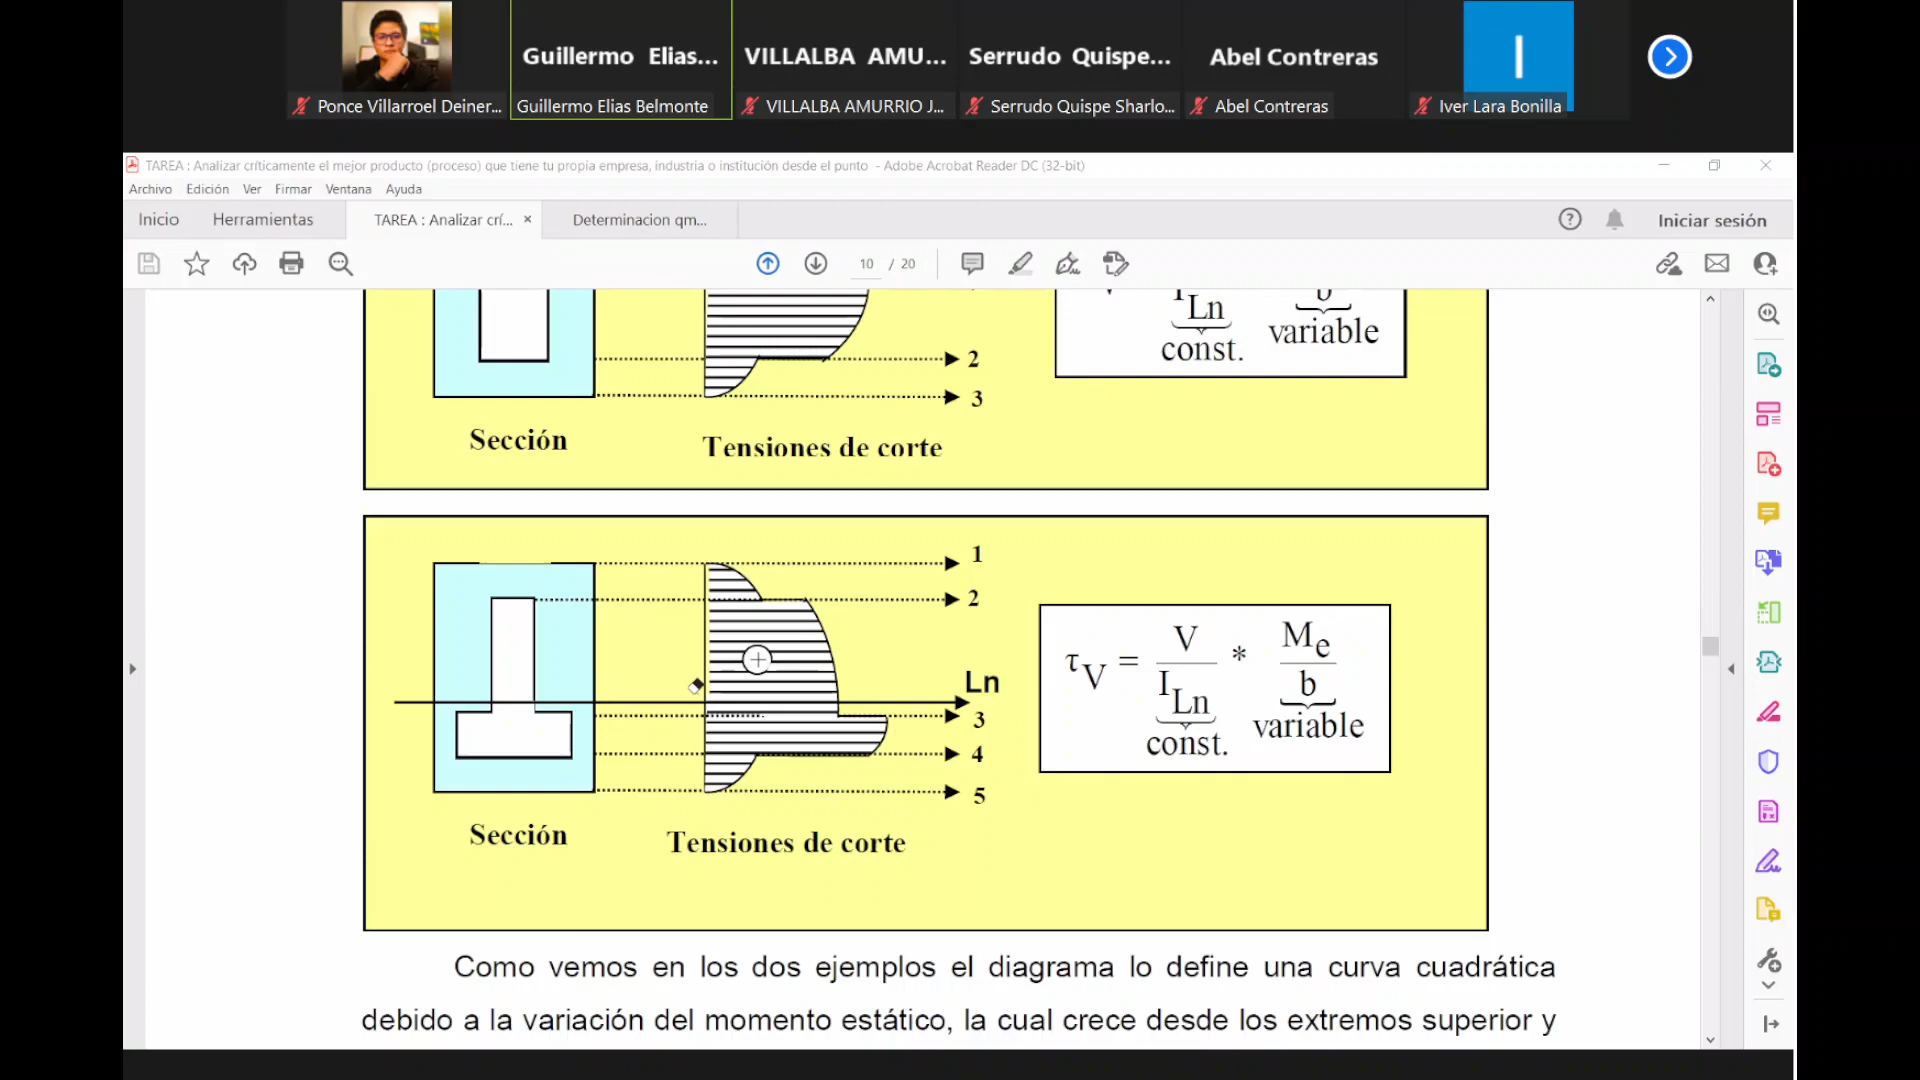 Guillermo Elias...
VILLALBA AMU...
Serrudo Quispe...
Abel Contreras
I
Ponce Villarroel Deiner...
Guillermo Elias Belmonte
VILLALBA AMURRIO J...
Serrudo Quispe Sharlo...
Abel Contreras
Iver Lara Bonilla
TAREA : Analizar críticamente el mejor producto (proceso) que tiene tu propia empresa, industria o institución desde el punto - Adobe Acrobat Reader DC (32-bit)
Archivo Edición Ver Firmar Ventana Ayuda
Inicio Herramientas TAREA : Analizar crí... × Determinacion qm... Iniciar sesión
10 / 20
I Ln b
const. variable
2
3
Sección Tensiones de corte
1
2
Ln
3
4
5
τV = V / I Ln * Me / b
const. variable
Sección Tensiones de corte
Como vemos en los dos ejemplos el diagrama lo define una curva cuadrática
debido a la variación del momento estático, la cual crece desde los extremos superior y